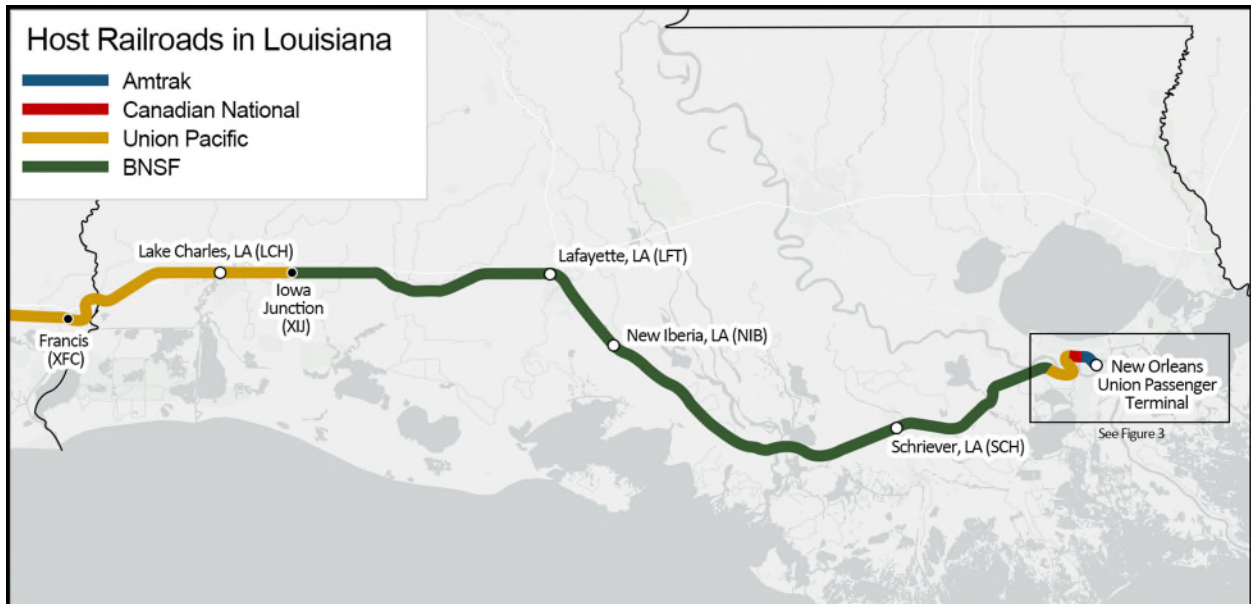 Host Railroads in Louisiana
Amtrak
Canadian National
Union Pacific
BNSF
Lake Charles, LA (LCH)
Lafayette, LA (LFT)
Iowa
Junction
(XIJ)
Francis
(XFC)
New Iberia, LA (NIB)
New Orleans
Union Passenger
Terminal
See Figure 3
Schriever, LA (SCH)